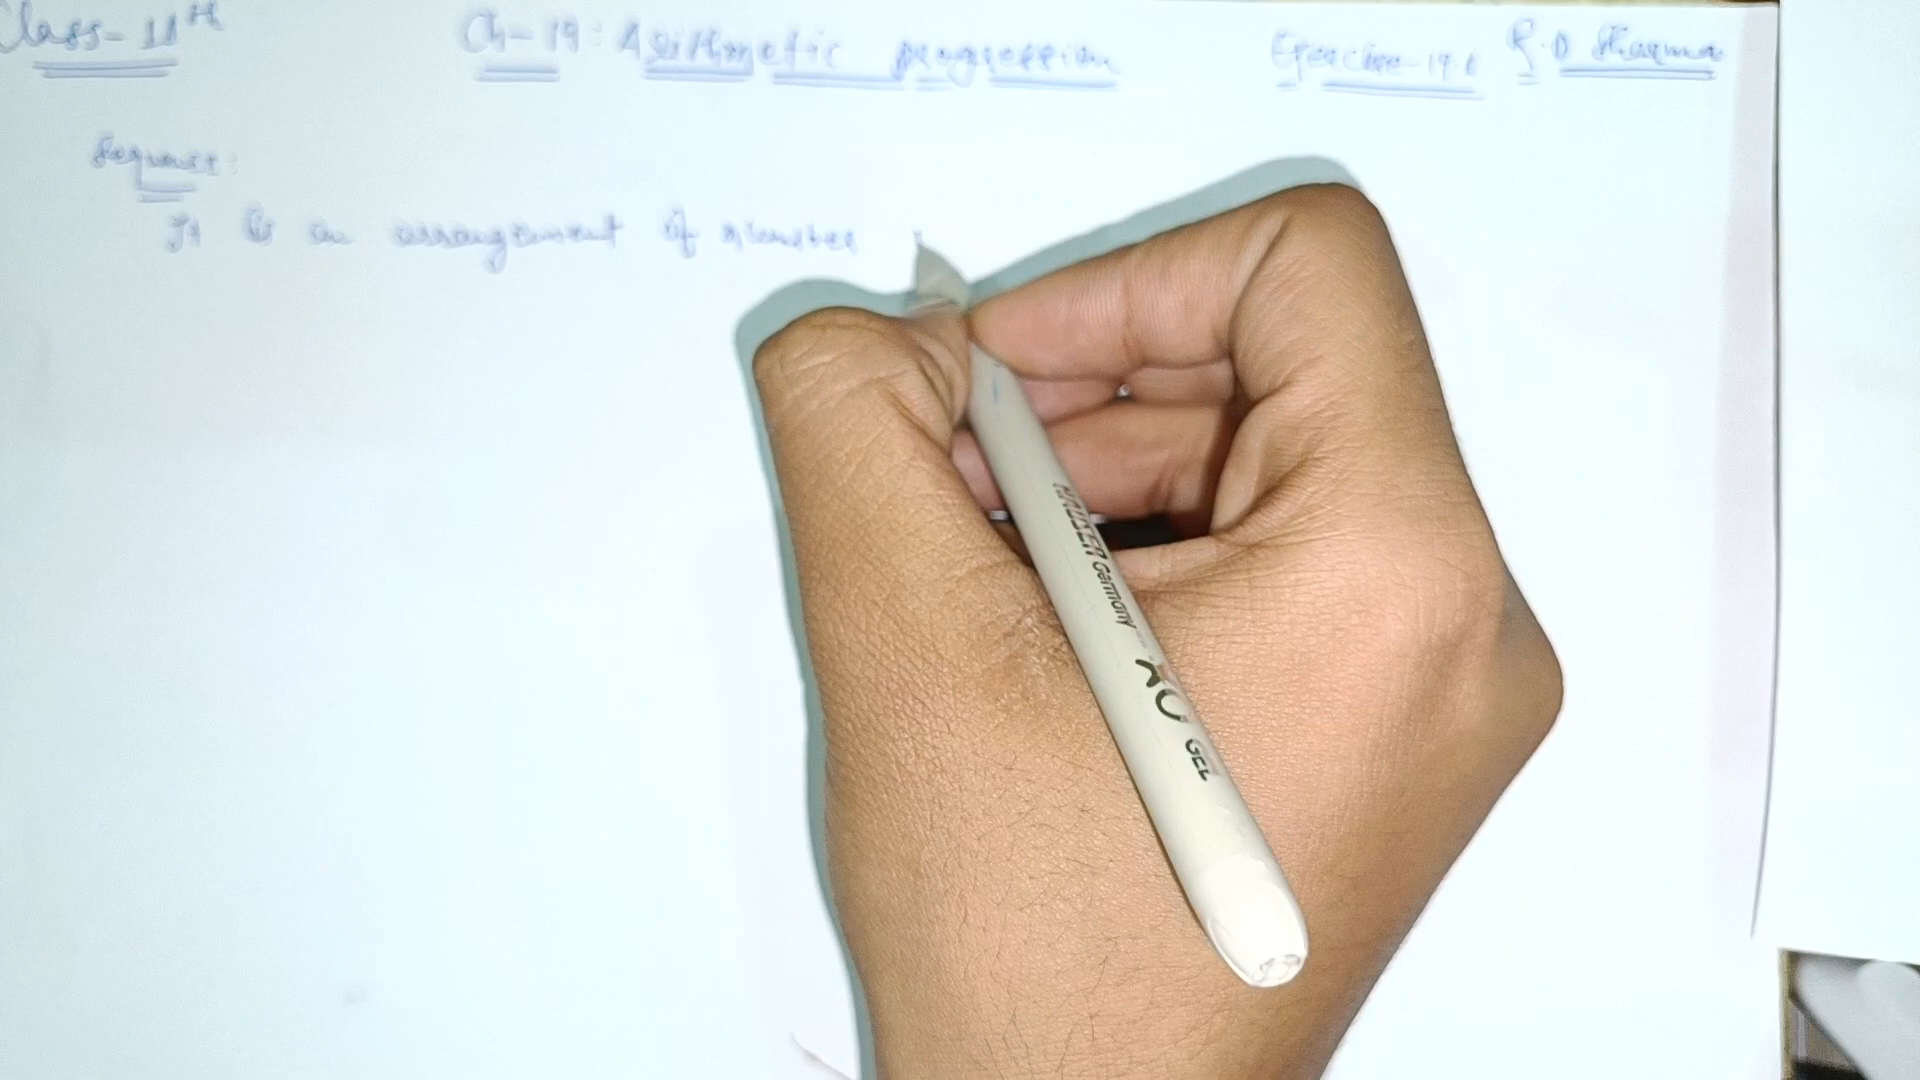 Class-11th Ch-19: Arithmetic progression Exercise-19.1 R.D Sharma
Sequence:
It is an arrangement of number
HAUSER Germany XO GEL